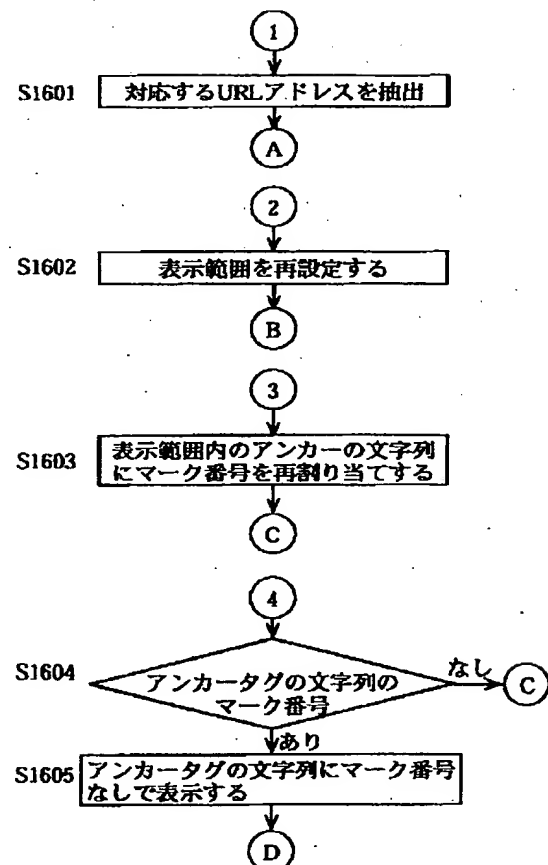 1
S1601 対応するURLアドレスを抽出
A
2
S1602 表示範囲を再設定する
B
3
S1603 表示範囲内のアンカーの文字列
にマーク番号を再割り当てする
C
4
S1604 アンカータグの文字列の
マーク番号
なし
C
あり
S1605 アンカータグの文字列にマーク番号
なしで表示する
D